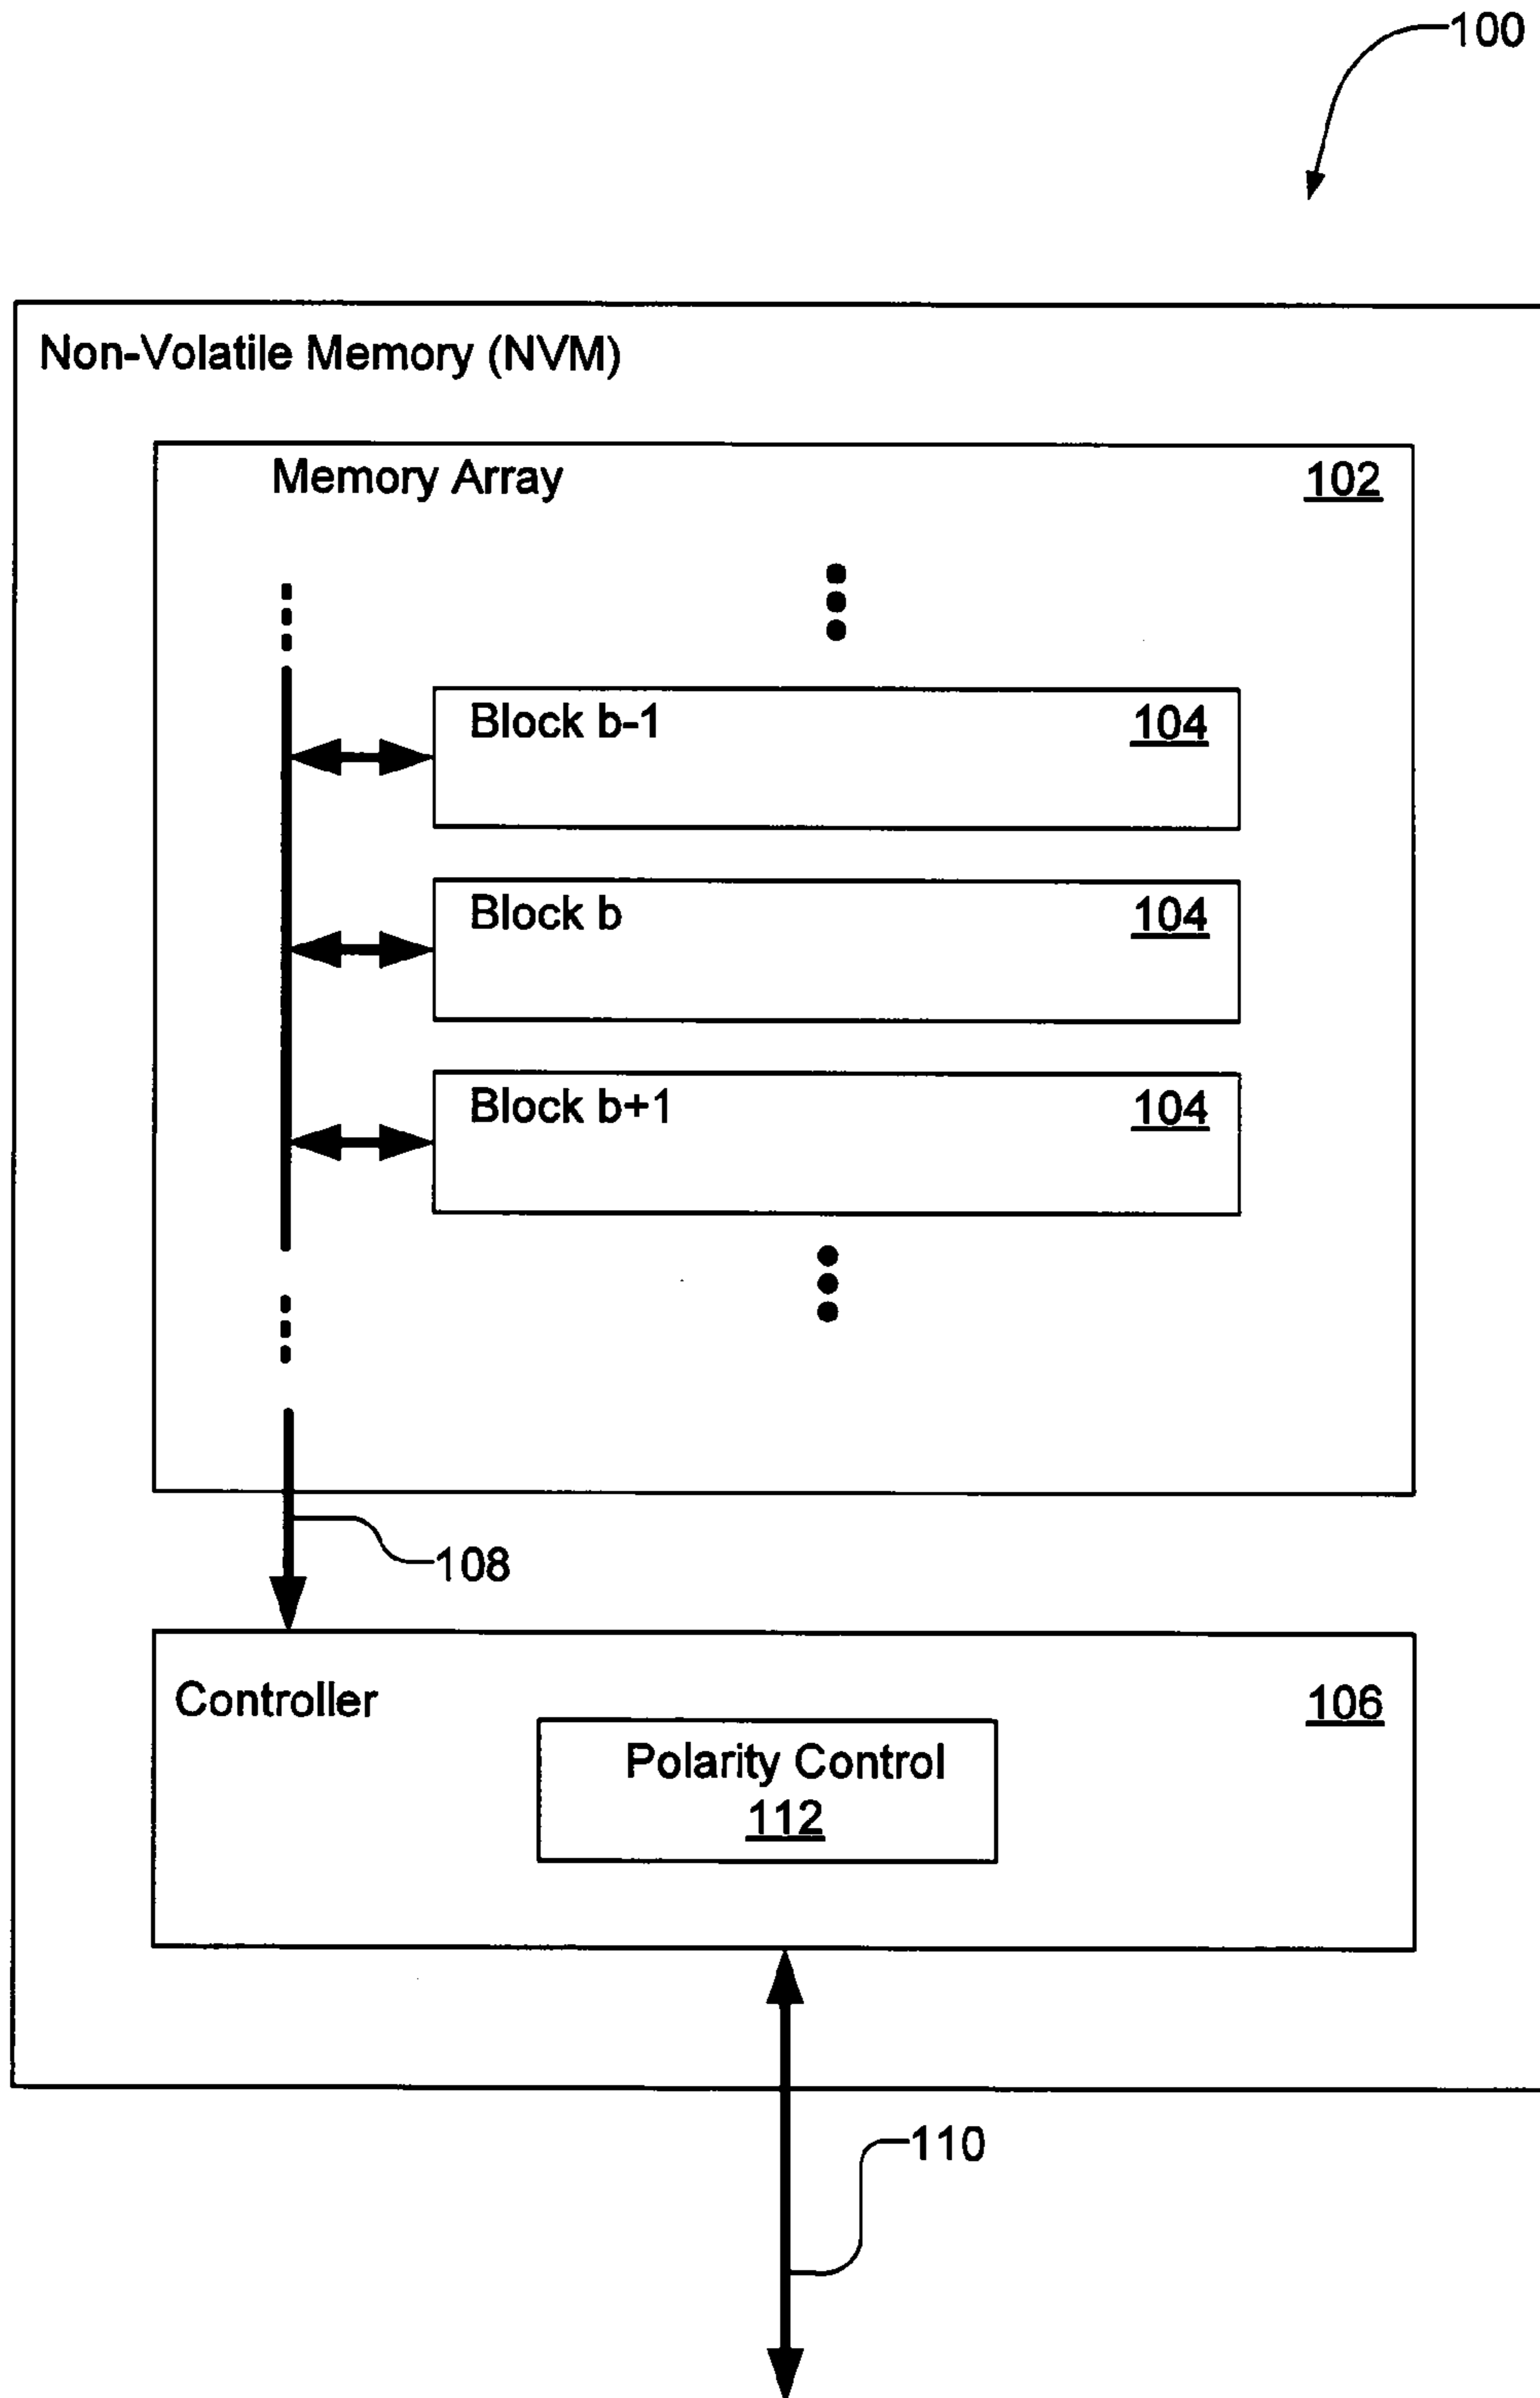 100
Non-Volatile Memory (NVM)
Memory Array 102
Block b-1 104
Block b 104
Block b+1 104
108
Controller 106
Polarity Control
112
110